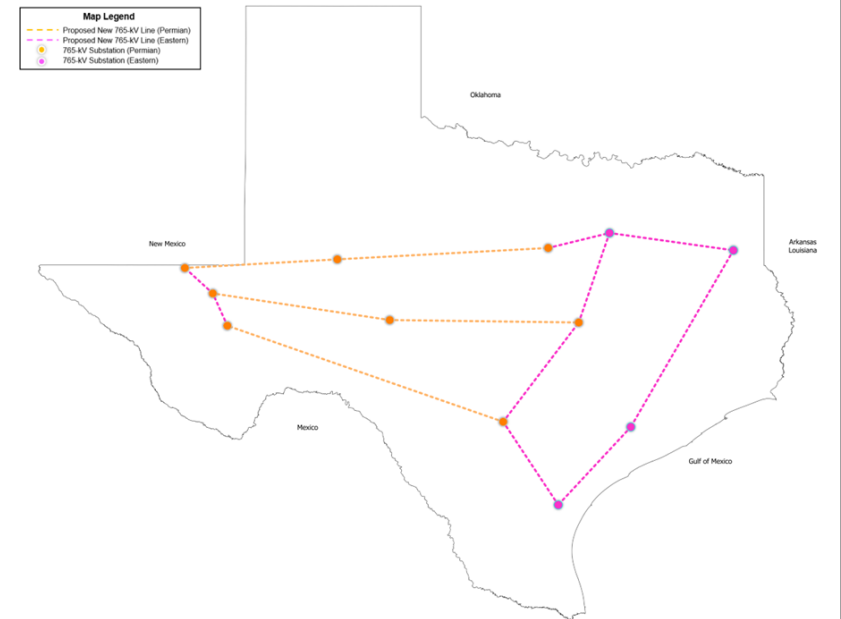 Map Legend
Proposed New 765-kV Line (Permian)
Proposed New 765-kV Line (Eastern)
765-kV Substation (Permian)
765-kV Substation (Eastern)
Oklahoma
New Mexico
Arkansas
Louisiana
Mexico
Gulf of Mexico